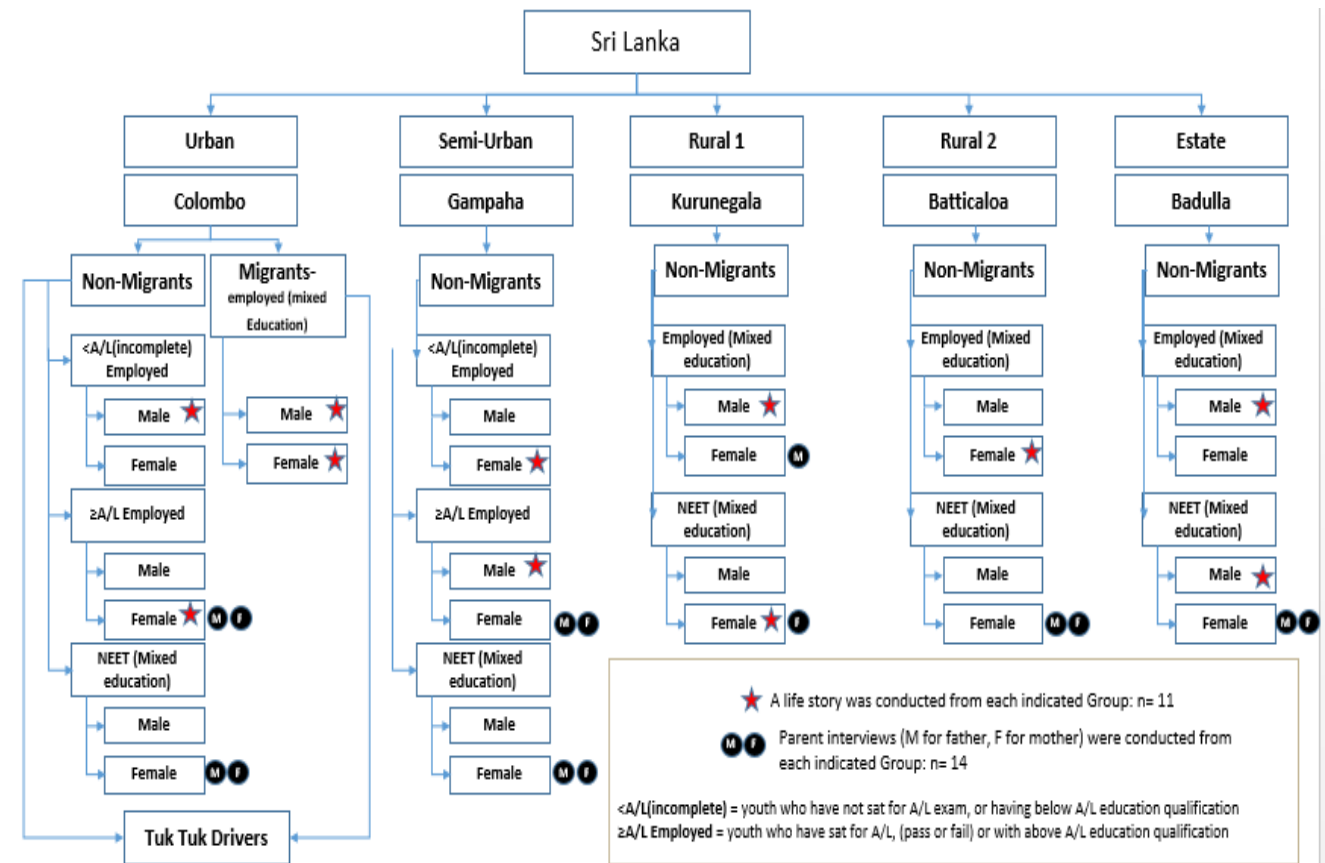 Sri Lanka
Urban
Semi-Urban
Rural 1
Rural 2
Estate
Colombo
Gampaha
Kurunegala
Batticaloa
Badulla
Non-Migrants
Migrants-
employed (mixed
Education)
<A/L(incomplete)
Employed
Male
Female
Male
Female
≥A/L Employed
Male
Female
M F
NEET (Mixed
education)
Male
Female
M F
Tuk Tuk Drivers
Non-Migrants
<A/L(incomplete)
Employed
Male
Female
≥A/L Employed
Male
Female
M F
NEET (Mixed
education)
Male
Female
M F
Non-Migrants
Employed (Mixed
education)
Male
Female
M
NEET (Mixed
education)
Male
Female
F
Non-Migrants
Employed (Mixed
education)
Male
Female
NEET (Mixed
education)
Male
Female
M F
Non-Migrants
Employed (Mixed
education)
Male
Female
NEET (Mixed
education)
Male
Female
M F
A life story was conducted from each indicated Group: n= 11
M F
Parent interviews (M for father, F for mother) were conducted from
each indicated Group: n= 14
<A/L(incomplete) = youth who have not sat for A/L exam, or having below A/L education qualification
≥A/L Employed = youth who have sat for A/L, (pass or fail) or with above A/L education qualification